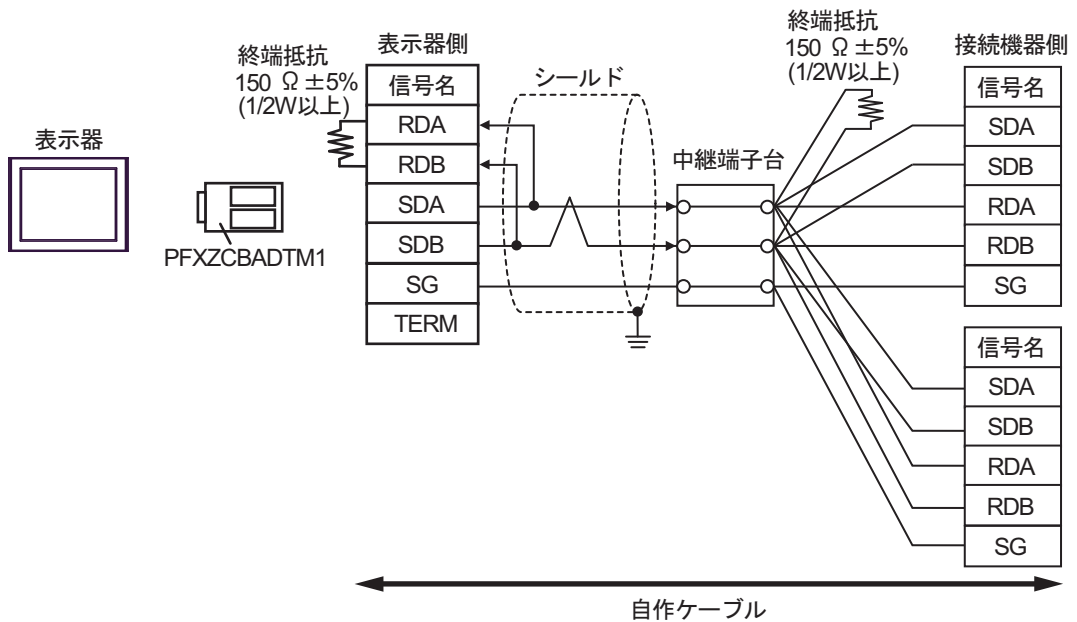 表示器
PFXZCBADTM1
終端抵抗
150 Ω ±5%
(1/2W以上)
表示器側
信号名
RDA
RDB
SDA
SDB
SG
TERM
シールド
中継端子台
終端抵抗
150 Ω ±5%
(1/2W以上)
接続機器側
信号名
SDA
SDB
RDA
RDB
SG
信号名
SDA
SDB
RDA
RDB
SG
自作ケーブル